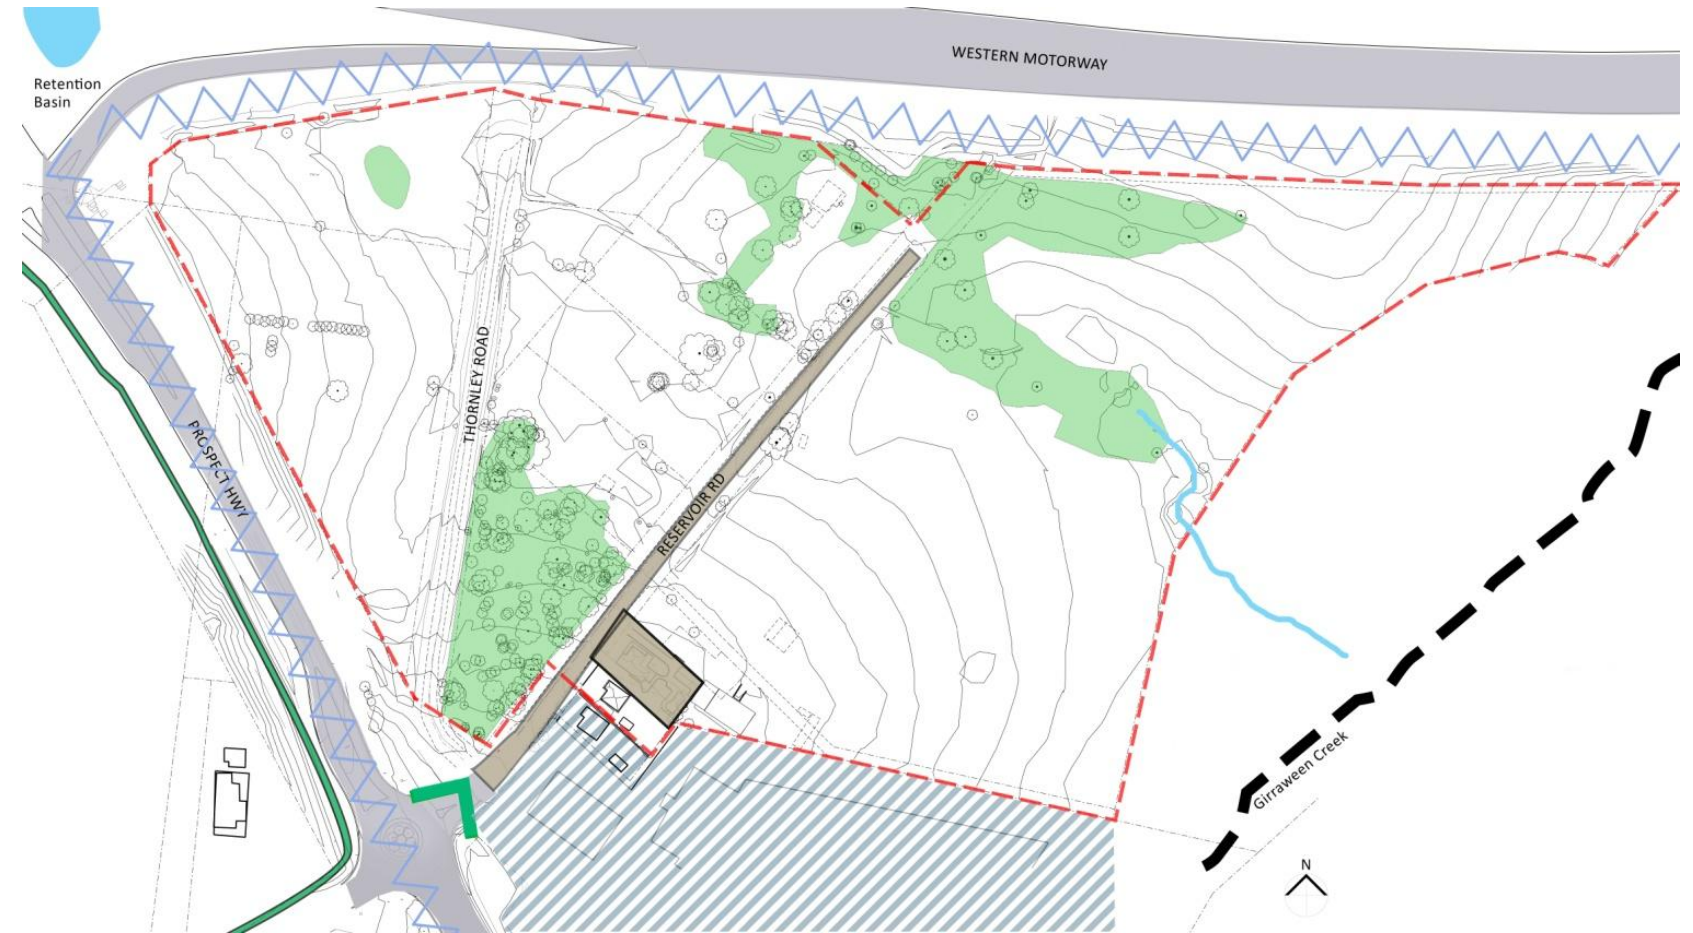 WESTERN MOTORWAY
Retention
Basin
THORNLEY ROAD
PROSPECT HWY
RESERVOIR RD
Girraween Creek
N